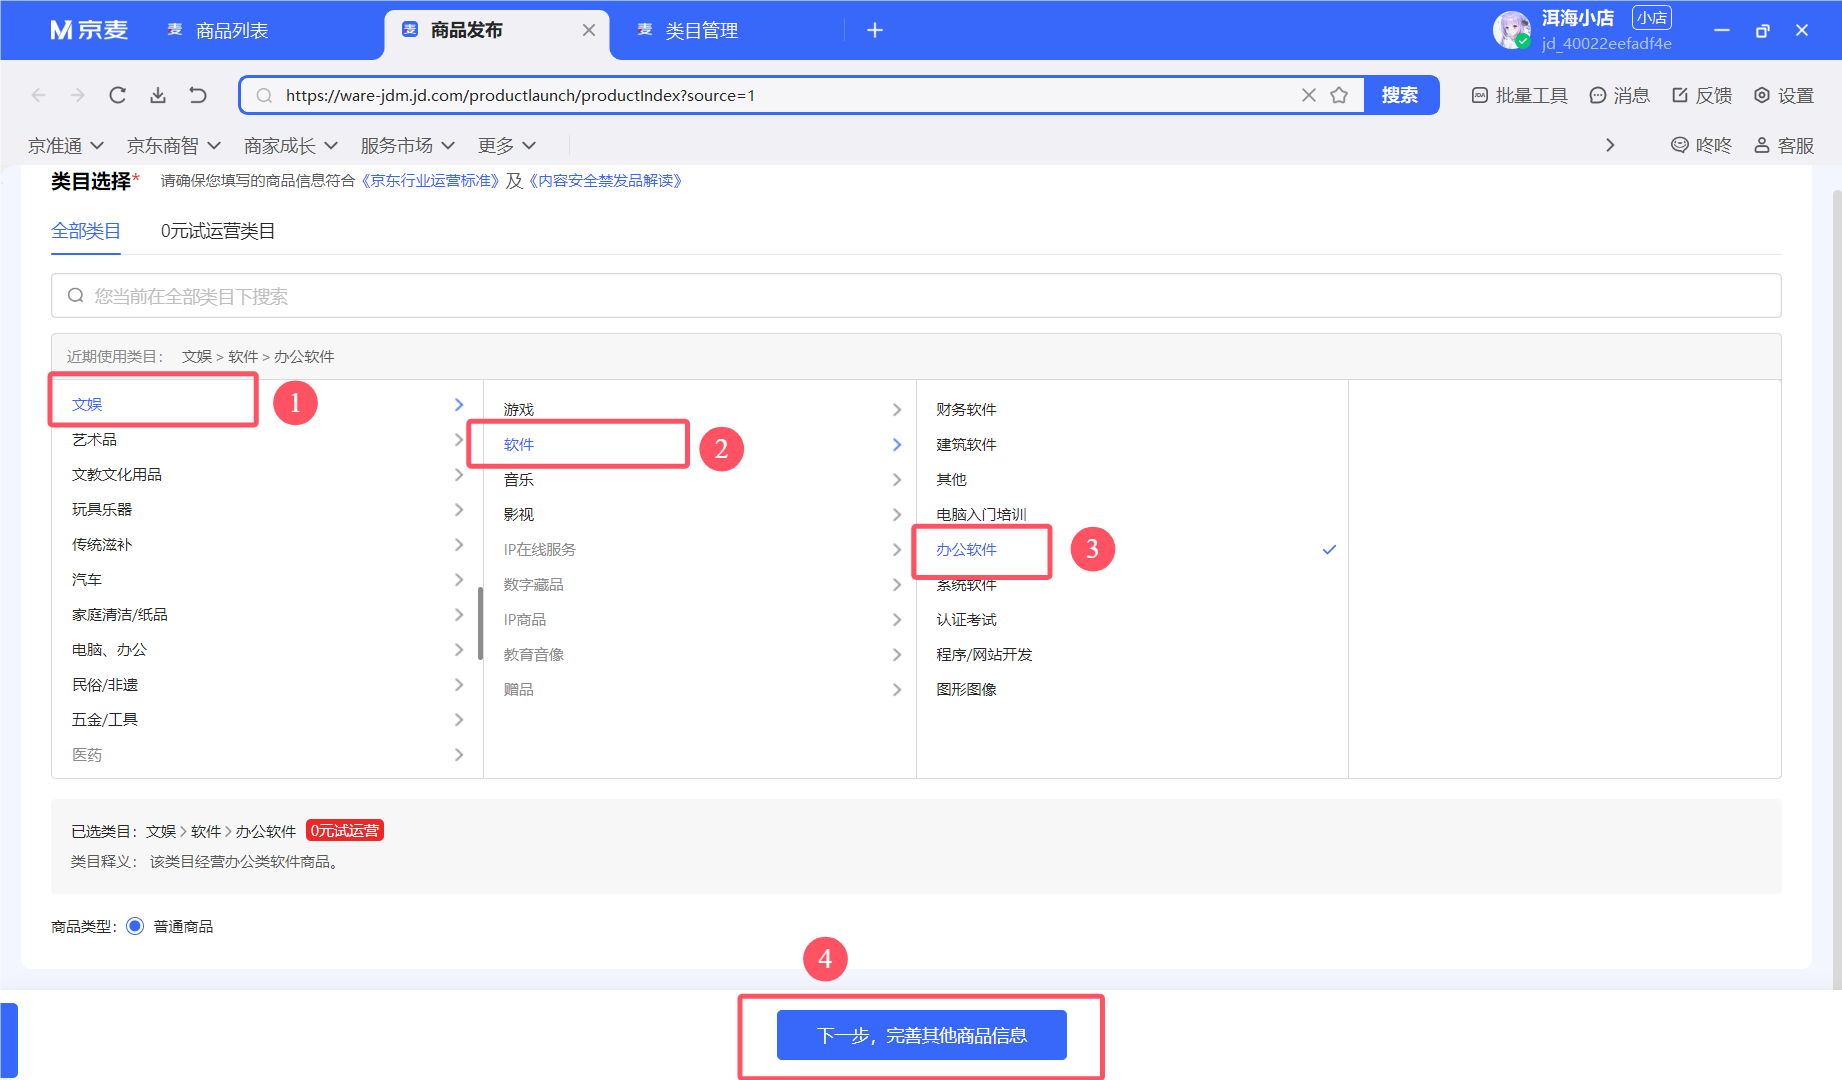 京麦
商品列表
商品发布
类目管理
洱海小店
小店
jd_40022eefadf4e
https://ware-jdm.jd.com/productlaunch/productIndex?source=1
搜索
批量工具
消息
反馈
设置
京准通
京东商智
商家成长
服务市场
更多
咚咚
客服
类目选择* 请确保您填写的商品信息符合《京东行业运营标准》及《内容安全禁发品解读》
全部类目
0元试运营类目
您当前在全部类目下搜索
近期使用类目： 文娱 > 软件 > 办公软件
文娱
艺术品
文教文化用品
玩具乐器
传统滋补
汽车
家庭清洁/纸品
电脑、办公
民俗/非遗
五金/工具
医药
1
游戏
软件
音乐
影视
IP在线服务
数字藏品
IP商品
教育音像
赠品
2
财务软件
建筑软件
其他
电脑入门培训
办公软件
系统软件
认证考试
程序/网站开发
图形图像
3
已选类目：文娱 > 软件 > 办公软件 0元试运营
类目释义： 该类目经营办公类软件商品。
商品类型： 普通商品
4
下一步，完善其他商品信息